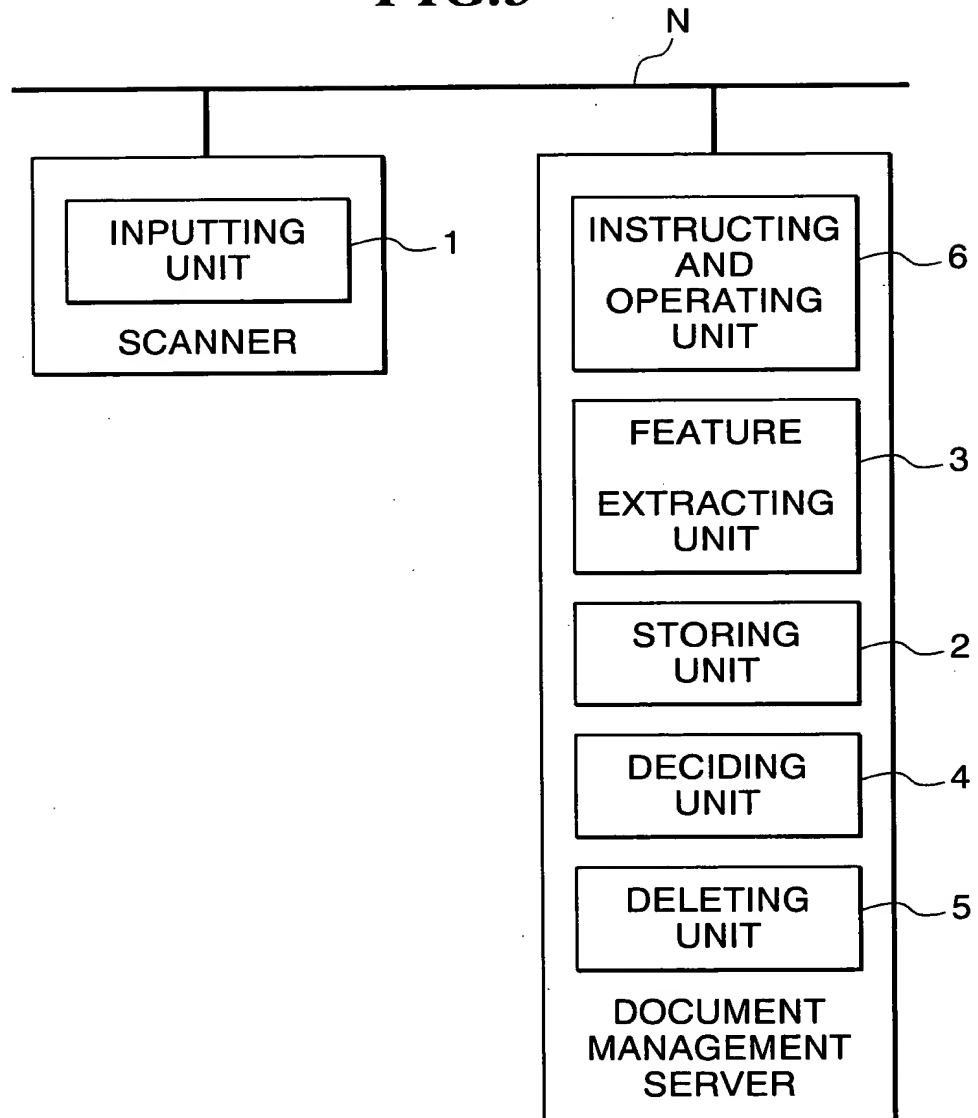 N
INPUTTING
UNIT
1
SCANNER
INSTRUCTING
AND
OPERATING
UNIT
6
FEATURE
EXTRACTING
UNIT
3
STORING
UNIT
2
DECIDING
UNIT
4
DELETING
UNIT
5
DOCUMENT
MANAGEMENT
SERVER